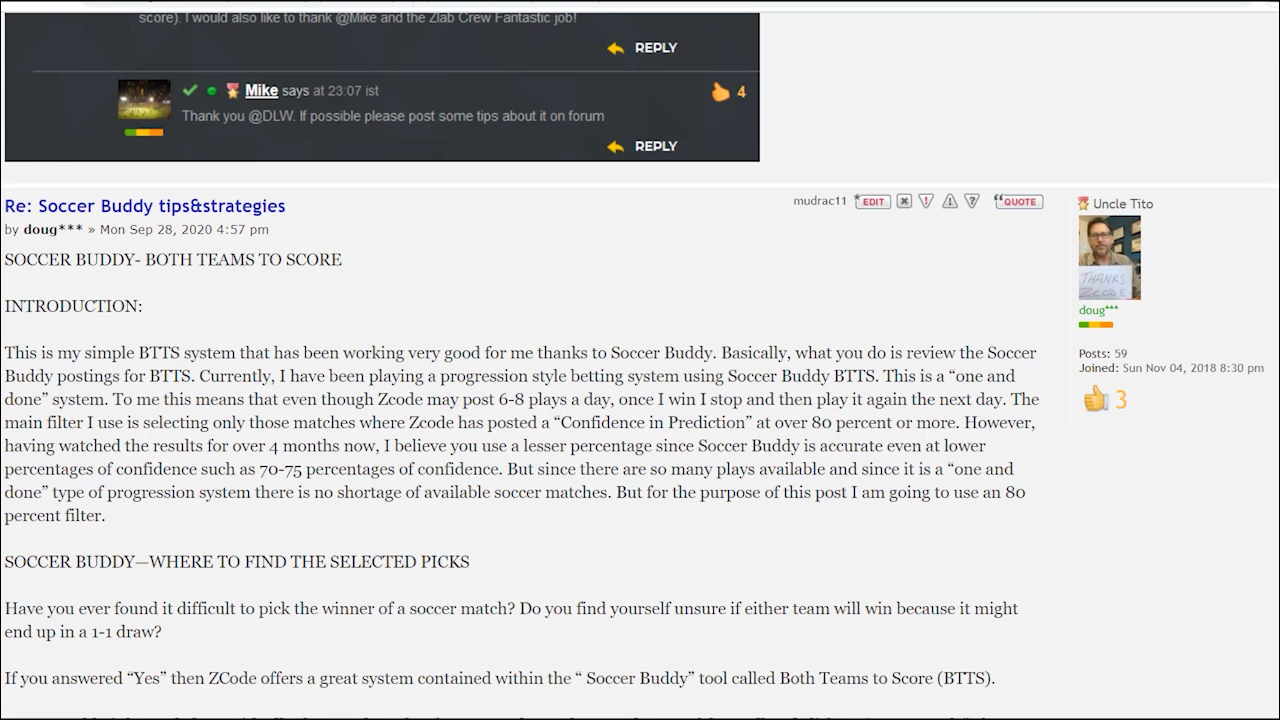 score). I would also like to thank @Mike and the Zlab Crew Fantastic job!
REPLY
Mike says at 23:07 ist
4
Thank you @DLW. If possible please post some tips about it on forum
REPLY
Re: Soccer Buddy tips&strategies
mudrac11 EDIT QUOTE
Uncle Tito
by doug*** » Mon Sep 28, 2020 4:57 pm
THANKS
ZCODE
doug***
Posts: 59
Joined: Sun Nov 04, 2018 8:30 pm
3
SOCCER BUDDY- BOTH TEAMS TO SCORE
INTRODUCTION:
This is my simple BTTS system that has been working very good for me thanks to Soccer Buddy. Basically, what you do is review the Soccer
Buddy postings for BTTS. Currently, I have been playing a progression style betting system using Soccer Buddy BTTS. This is a “one and
done” system. To me this means that even though Zcode may post 6-8 plays a day, once I win I stop and then play it again the next day. The
main filter I use is selecting only those matches where Zcode has posted a “Confidence in Prediction” at over 80 percent or more. However,
having watched the results for over 4 months now, I believe you use a lesser percentage since Soccer Buddy is accurate even at lower
percentages of confidence such as 70-75 percentages of confidence. But since there are so many plays available and since it is a “one and
done” type of progression system there is no shortage of available soccer matches. But for the purpose of this post I am going to use an 80
percent filter.
SOCCER BUDDY—WHERE TO FIND THE SELECTED PICKS
Have you ever found it difficult to pick the winner of a soccer match? Do you find yourself unsure if either team will win because it might
end up in a 1-1 draw?
If you answered “Yes” then ZCode offers a great system contained within the “ Soccer Buddy” tool called Both Teams to Score (BTTS).